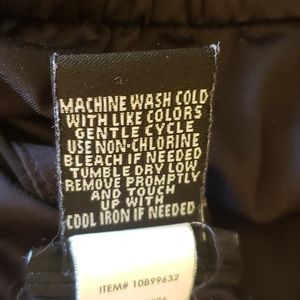 MACHINE WASH COLD
WITH LIKE COLORS
GENTLE CYCLE
USE NON-CHLORINE
BLEACH IF NEEDED
TUMBLE DRY LOW
REMOVE PROMPTLY
AND TOUCH
UP WITH
COOL IRON IF NEEDED
ITEM# 10899632